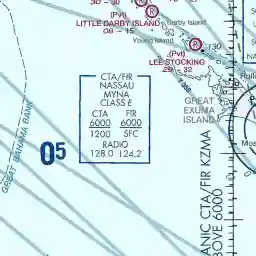 30 - 30
(Pvt)
LITTLE DARBY ISLAND
08 - 15
Darby Island
Young Island
130
(Pvt)
LEE STOCKING
29 - 32
CTA/FIR
NASSAU
MYNA
CLASS E
CTA FIR
6000 6000
1200 SFC
RADIO
128.0 124.2
GREAT
EXUMA
ISLAND
05
GREAT BAHAMA BANK
ANIC CTA/FIR KZMA
BOVE 6000